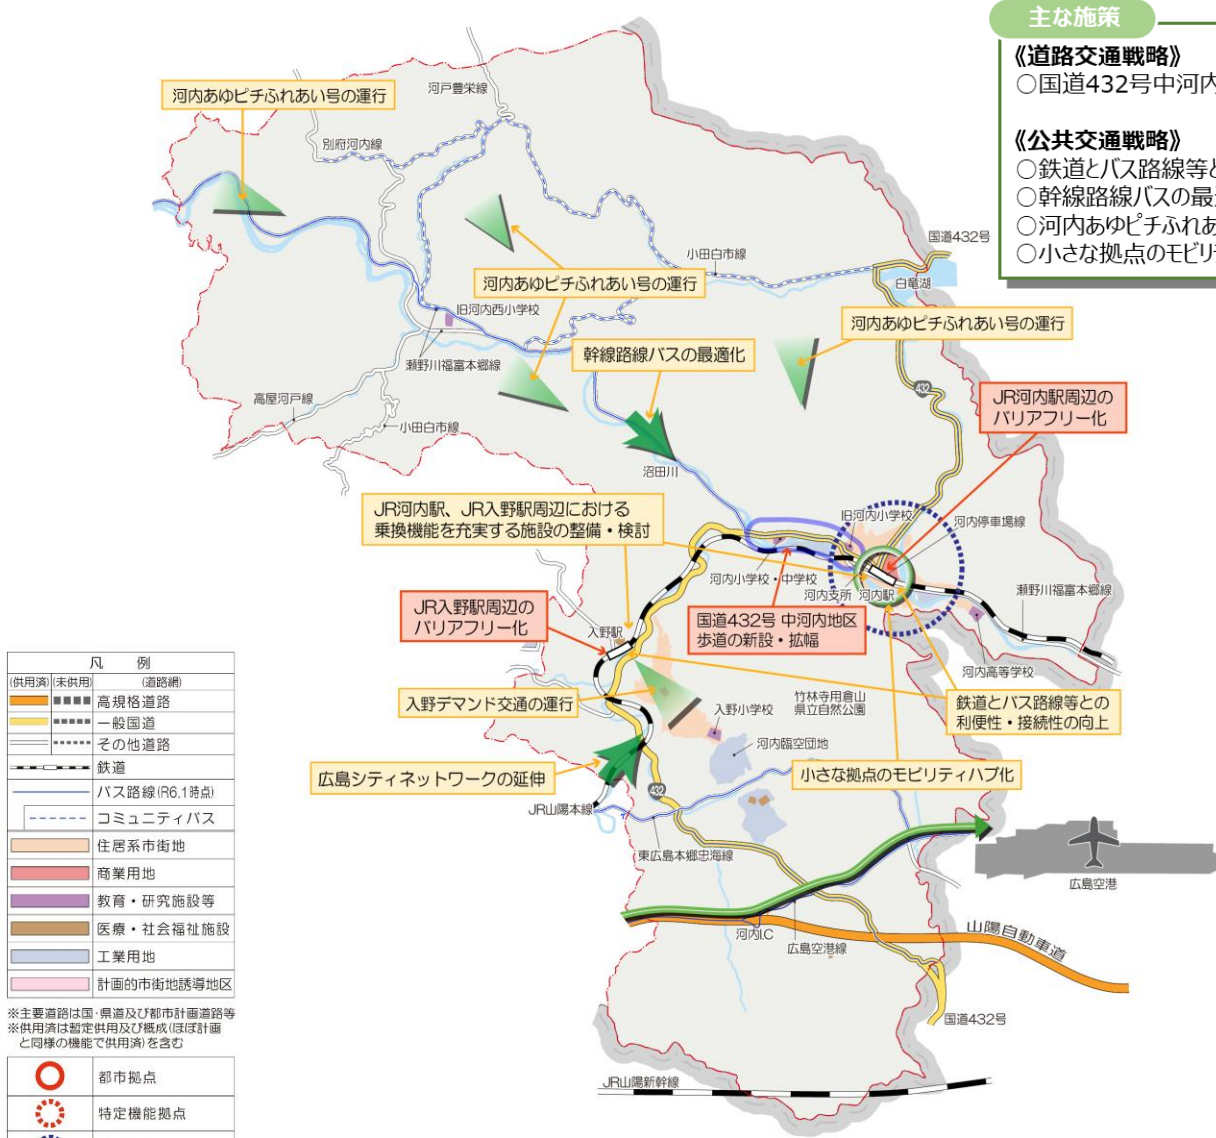 主な施策
《道路交通戦略》
○国道432号中河内
《公共交通戦略》
○鉄道とバス路線等と
○幹線路線バスの最
○河内あゆピチふれあ
○小さな拠点のモビリテ
河内あゆピチふれあい号の運行
河戸豊栄線
別府河内線
国道432号
小田白市線
白竜湖
河内あゆピチふれあい号の運行
旧河内西小学校
河内あゆピチふれあい号の運行
瀬野川福富本郷線
幹線路線バスの最適化
432
JR河内駅周辺の
バリアフリー化
高屋河戸線
小田白市線
沼田川
JR河内駅、JR入野駅周辺における
乗換機能を充実する施設の整備・検討
旧河内小学校
河内停車場線
河内小学校・中学校
河内支所
河内駅
瀬野川福富本郷線
JR入野駅周辺の
バリアフリー化
国道432号 中河内地区
歩道の新設・拡幅
入野駅
河内高等学校
入野デマンド交通の運行
竹林寺用倉山
県立自然公園
入野小学校
鉄道とバス路線等との
利便性・接続性の向上
河内臨空団地
広島シティネットワークの延伸
小さな拠点のモビリティハブ化
432
JR山陽本線
東広島本郷忠海線
広島空港
河内I.C
広島空港線
山陽自動車道
国道432号
JR山陽新幹線
凡 例
(供用済) (未供用) (道路網)
高規格道路
一般国道
その他道路
鉄道
バス路線(R6.1時点)
コミュニティバス
住居系市街地
商業用地
教育・研究施設等
医療・社会福祉施設
工業用地
計画的市街地誘導地区
※主要道路は国・県道及び都市計画道路等
※供用済は暫定供用及び概成(ほぼ計画
と同様の機能で供用済)を含む
都市拠点
特定機能拠点